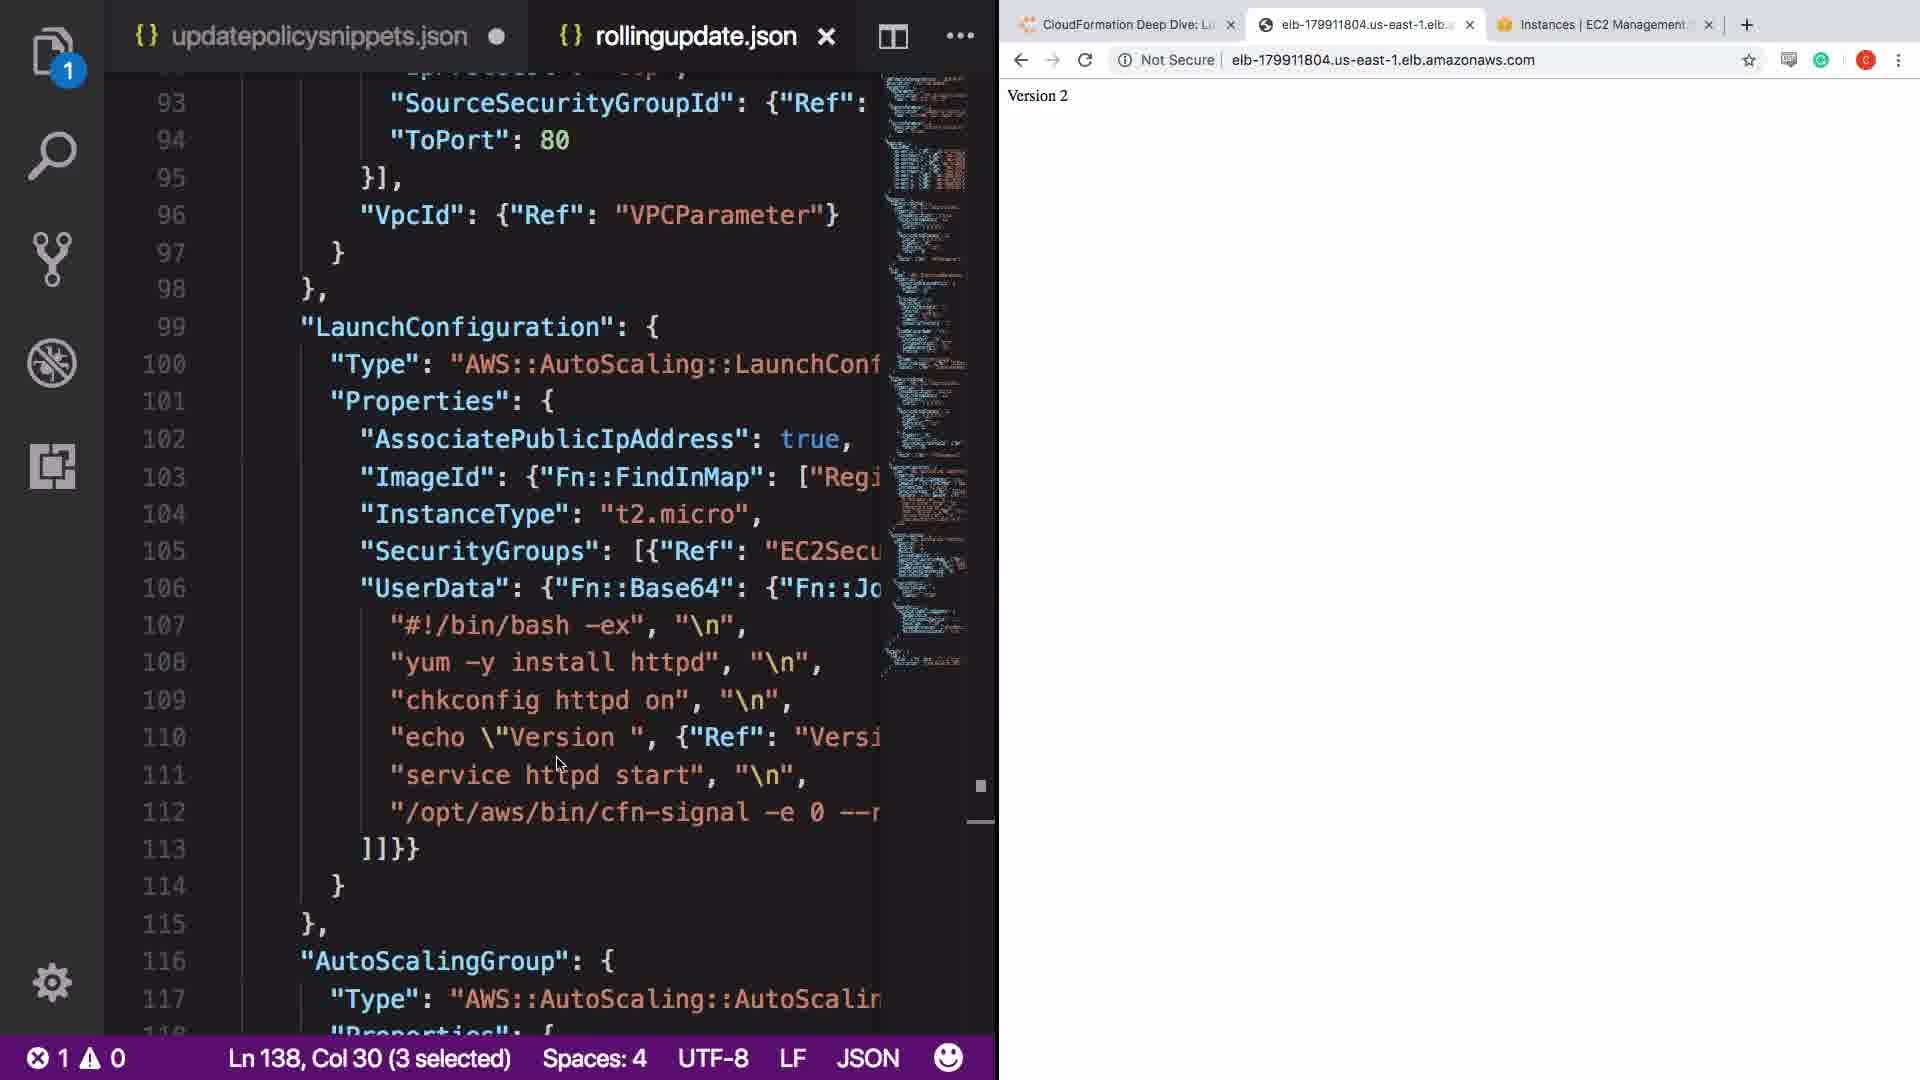 {} updatepolicysnippets.json
{} rollingupdate.json
1
93 "SourceSecurityGroupId": {"Ref":
94 "ToPort": 80
95 }],
96 "VpcId": {"Ref": "VPCParameter"}
97 }
98 },
99 "LaunchConfiguration": {
100 "Type": "AWS::AutoScaling::LaunchConf
101 "Properties": {
102 "AssociatePublicIpAddress": true,
103 "ImageId": {"Fn::FindInMap": ["Regi
104 "InstanceType": "t2.micro",
105 "SecurityGroups": [{"Ref": "EC2Secu
106 "UserData": {"Fn::Base64": {"Fn::Jo
107 "#!/bin/bash -ex", "\n",
108 "yum -y install httpd", "\n",
109 "chkconfig httpd on", "\n",
110 "echo \"Version ", {"Ref": "Versi
111 "service httpd start", "\n",
112 "/opt/aws/bin/cfn-signal -e 0 --r
113 ]]}}
114 }
115 },
116 "AutoScalingGroup": {
117 "Type": "AWS::AutoScaling::AutoScalin
118 "Properties": {
1 0 Ln 138, Col 30 (3 selected) Spaces: 4 UTF-8 LF JSON
CloudFormation Deep Dive: Li
elb-179911804.us-east-1.elb.a
Instances | EC2 Management
Not Secure | elb-179911804.us-east-1.elb.amazonaws.com
C
Version 2